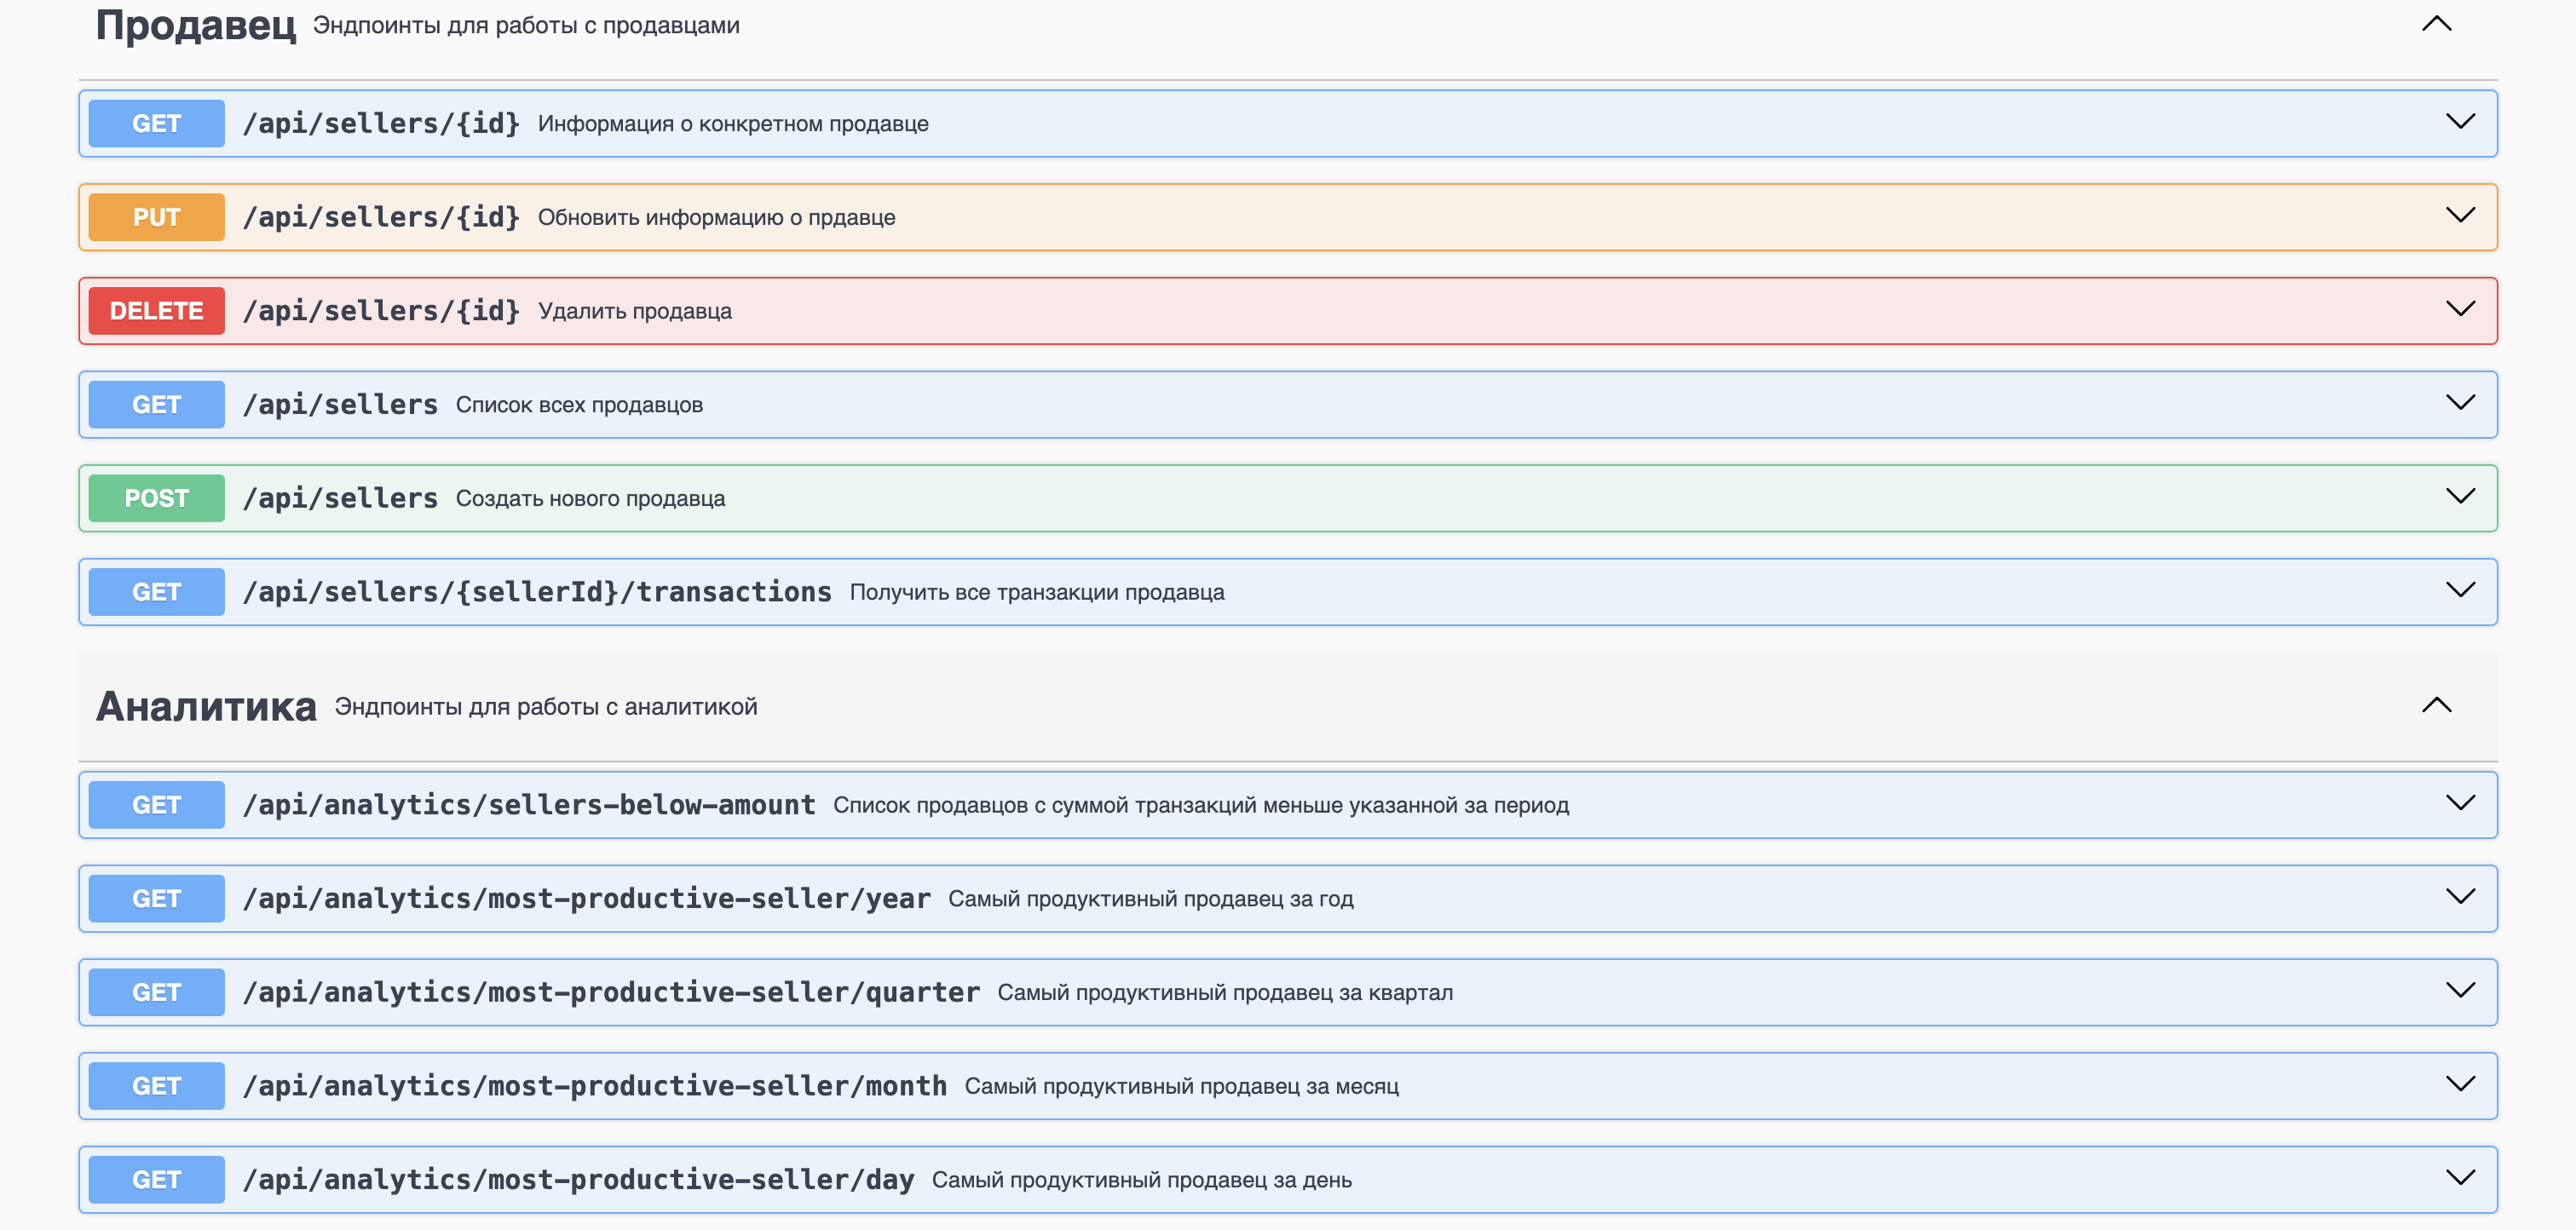 Продавец Эндпоинты для работы с продавцами
GET /api/sellers/{id} Информация о конкретном продавце
PUT /api/sellers/{id} Обновить информацию о прдавце
DELETE /api/sellers/{id} Удалить продавца
GET /api/sellers Список всех продавцов
POST /api/sellers Создать нового продавца
GET /api/sellers/{sellerId}/transactions Получить все транзакции продавца
Аналитика Эндпоинты для работы с аналитикой
GET /api/analytics/sellers-below-amount Список продавцов с суммой транзакций меньше указанной за период
GET /api/analytics/most-productive-seller/year Самый продуктивный продавец за год
GET /api/analytics/most-productive-seller/quarter Самый продуктивный продавец за квартал
GET /api/analytics/most-productive-seller/month Самый продуктивный продавец за месяц
GET /api/analytics/most-productive-seller/day Самый продуктивный продавец за день